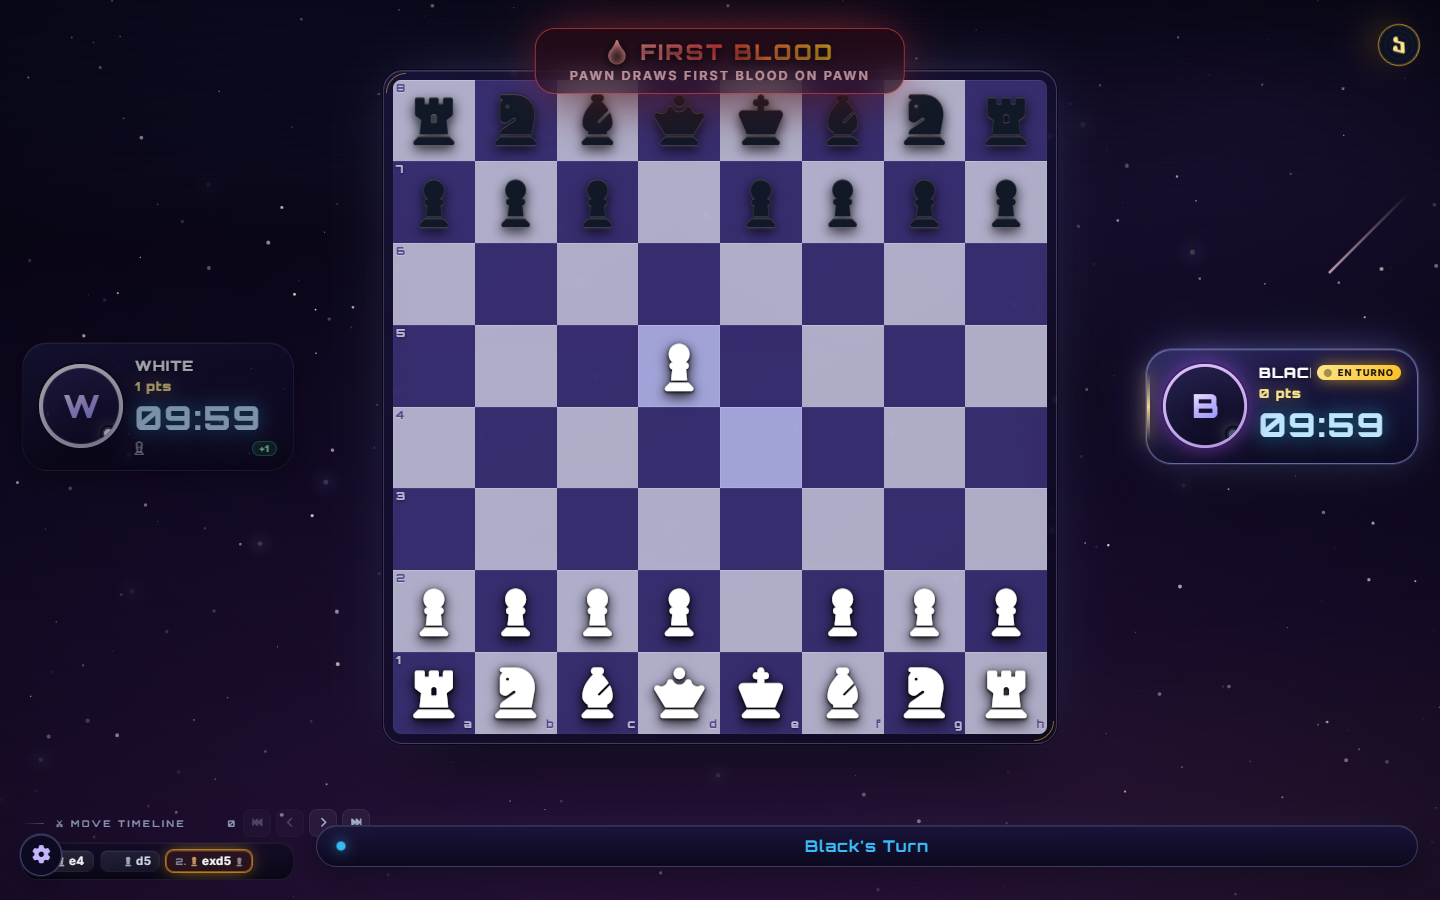 FIRST BLOOD
PAWN DRAWS FIRST BLOOD ON PAWN
8
7
6
5
4
3
2
1
a b c d e f g h
W
WHITE
1 pts
09:59
+1
B
BLAC
EN TURNO
0 pts
09:59
MOVE TIMELINE 0
e4 d5 2. exd5
Black's Turn